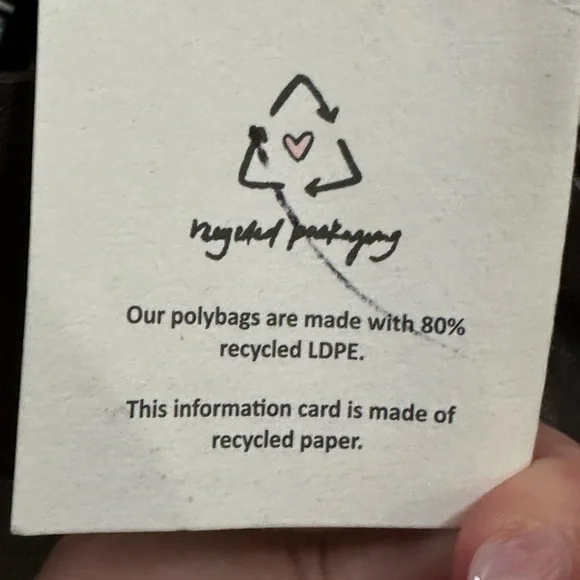 recycled packaging
Our polybags are made with 80%
recycled LDPE.
This information card is made of
recycled paper.